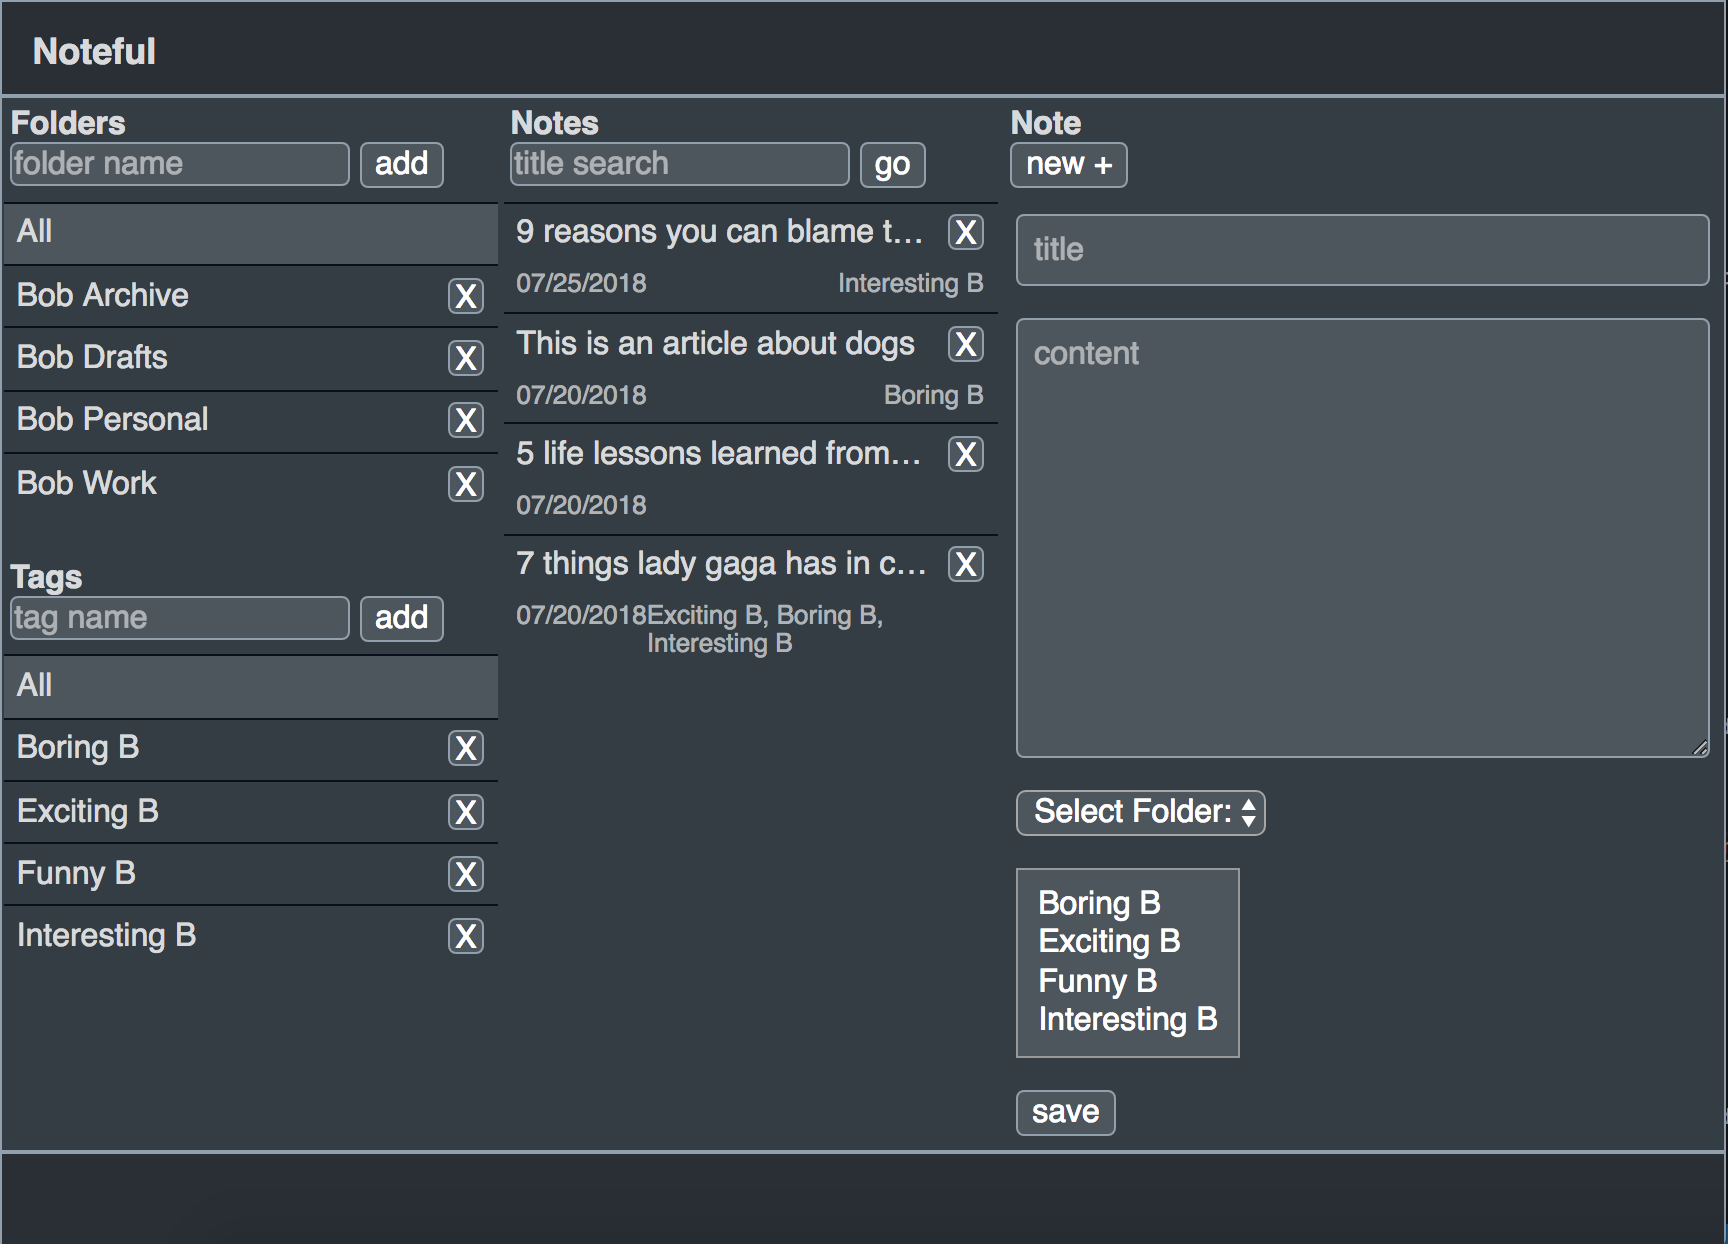 Noteful
Folders
folder name add
All
Bob Archive X
Bob Drafts X
Bob Personal X
Bob Work X
Tags
tag name add
All
Boring B X
Exciting B X
Funny B X
Interesting B X
Notes
title search go
9 reasons you can blame t... X
07/25/2018 Interesting B
This is an article about dogs X
07/20/2018 Boring B
5 life lessons learned from... X
07/20/2018
7 things lady gaga has in c... X
07/20/2018Exciting B, Boring B,
Interesting B
Note
new +
title
content
Select Folder:
Boring B
Exciting B
Funny B
Interesting B
save